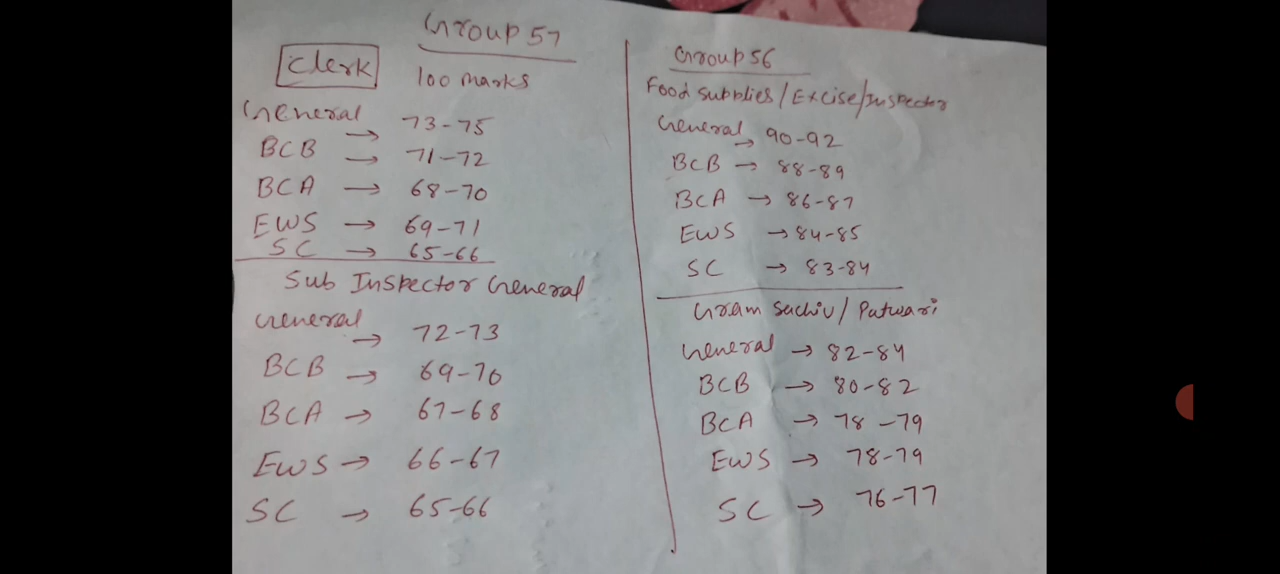 Group 57
Clerk
100 marks
General → 73-75
BCB → 71-72
BCA → 68-70
EWS → 69-71
SC → 65-66
Sub Inspector General
General → 72-73
BCB → 69-70
BCA → 67-68
EWS → 66-67
SC → 65-66
Group 56
Food Supplies/Excise/Inspector
General → 90-92
BCB → 88-89
BCA → 86-87
EWS → 84-85
SC → 83-84
Gram Sachiv/Patwari
General → 82-84
BCB → 80-82
BCA → 78-79
EWS → 78-79
SC → 76-77